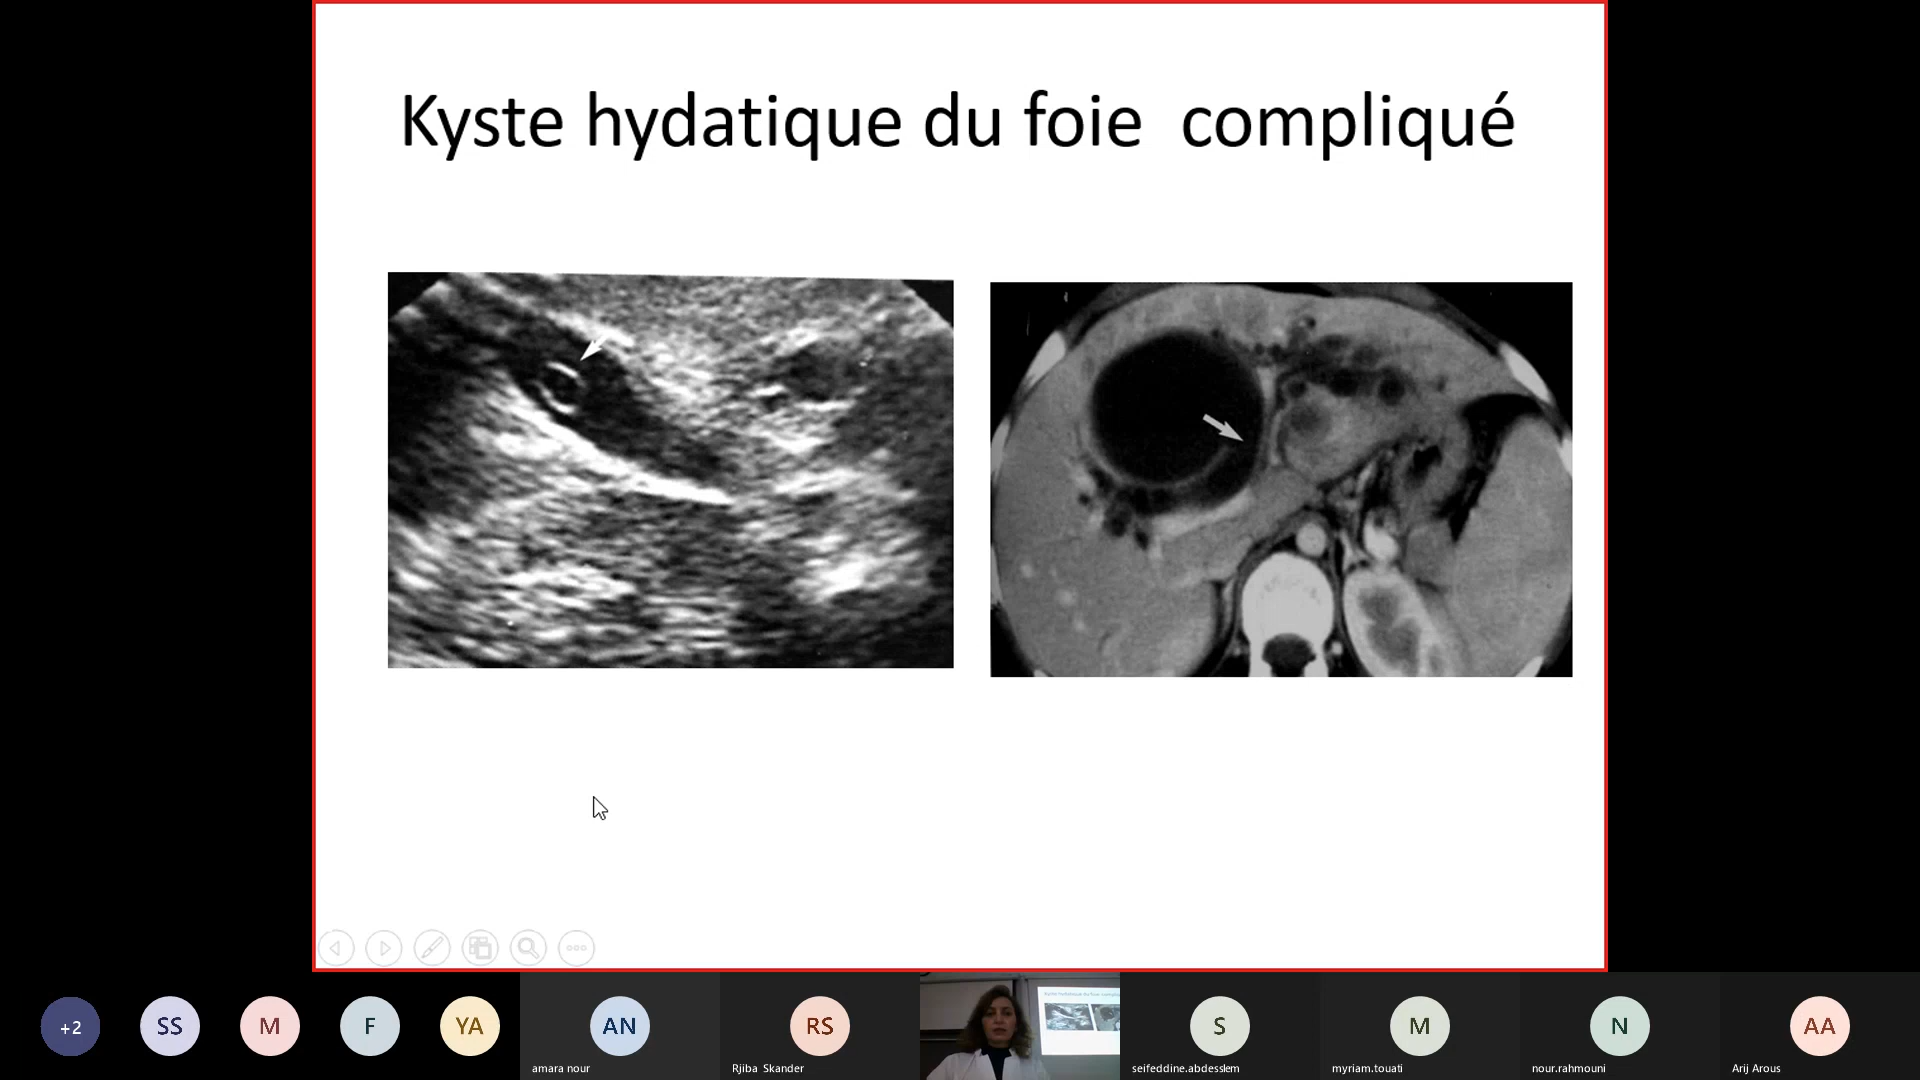 Kyste hydatique du foie  compliqué
+2
SS
M
F
YA
AN
RS
S
M
N
AA
amara nour
Rjiba Skander
seifeddine.abdesslem
myriam.touati
nour.rahmouni
Arij Arous